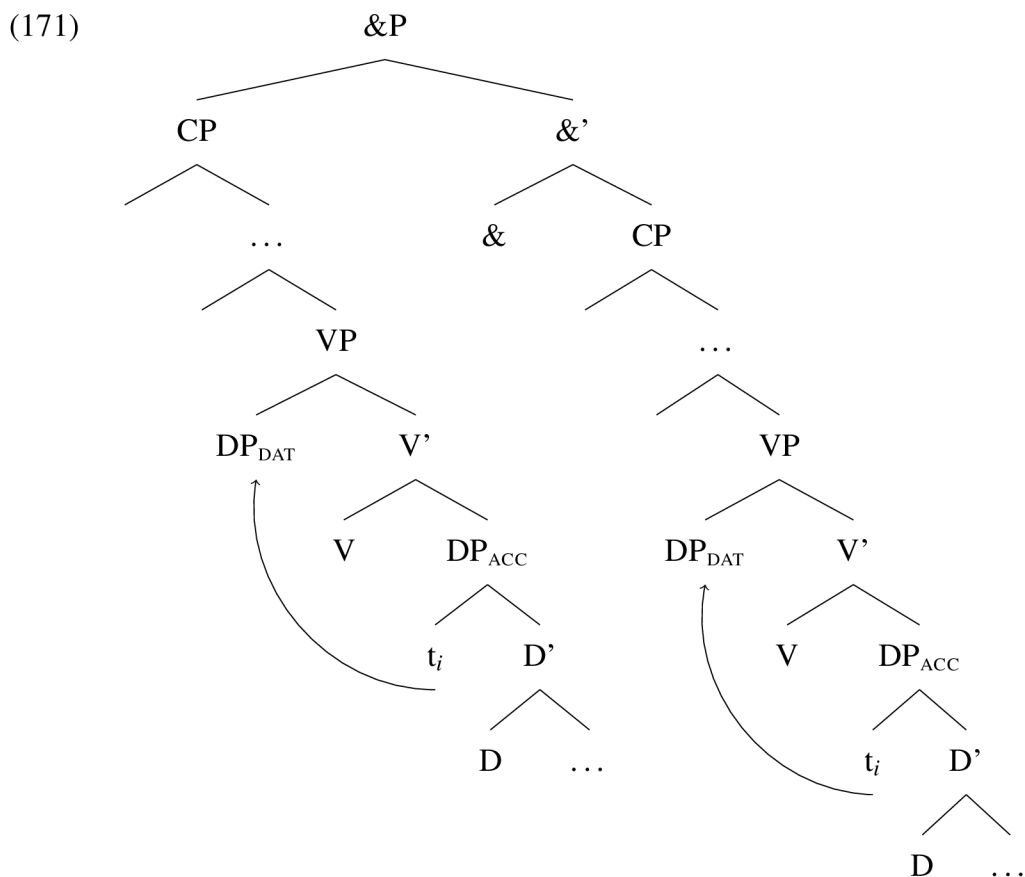 (171) &P
CP &’
… & CP
VP …
DP_DAT V’ VP
V DP_ACC DP_DAT V’
t_i D’ V DP_ACC
D … t_i D’
D …